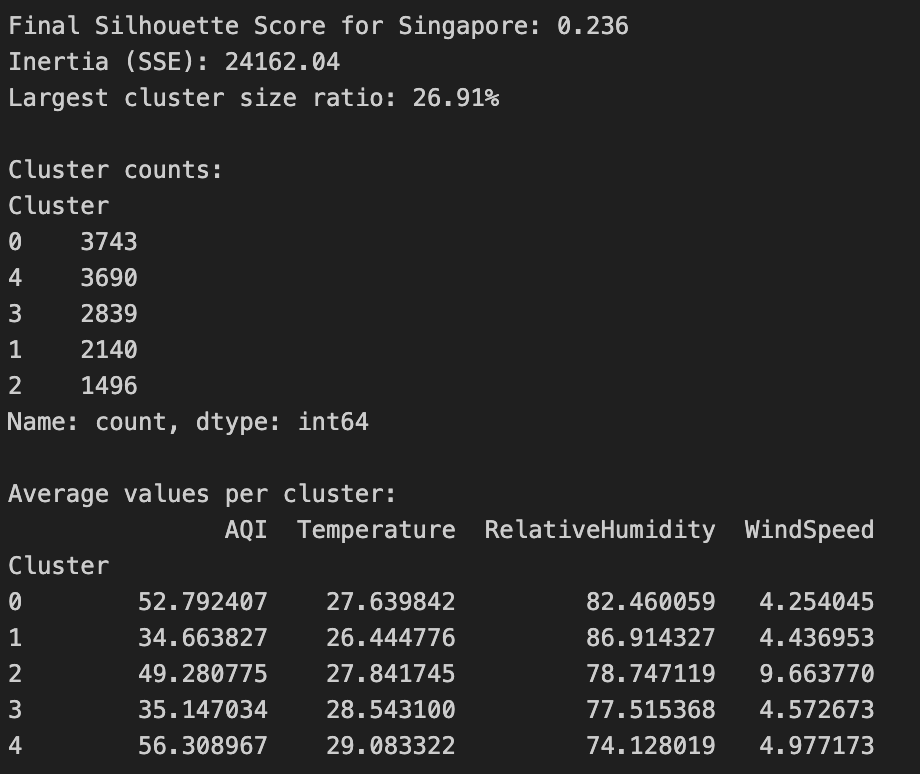 Final Silhouette Score for Singapore: 0.236
Inertia (SSE): 24162.04
Largest cluster size ratio: 26.91%
Cluster counts:
Cluster
0    3743
4    3690
3    2839
1    2140
2    1496
Name: count, dtype: int64
Average values per cluster:
               AQI  Temperature  RelativeHumidity  WindSpeed
Cluster
0        52.792407    27.639842         82.460059   4.254045
1        34.663827    26.444776         86.914327   4.436953
2        49.280775    27.841745         78.747119   9.663770
3        35.147034    28.543100         77.515368   4.572673
4        56.308967    29.083322         74.128019   4.977173